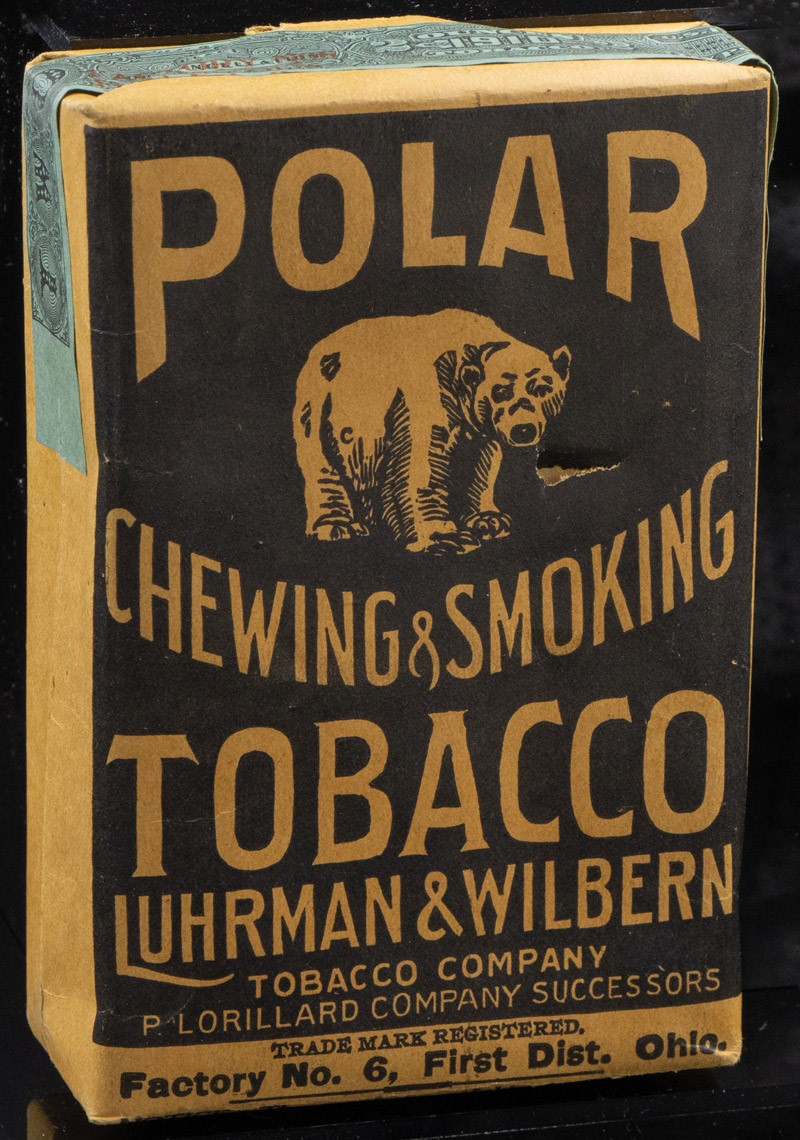 POLAR
CHEWING & SMOKING
TOBACCO
LUHRMAN & WILBERN
TOBACCO COMPANY
P. LORILLARD COMPANY SUCCESSORS
TRADE MARK REGISTERED.
Factory No. 6, First Dist. Ohio.